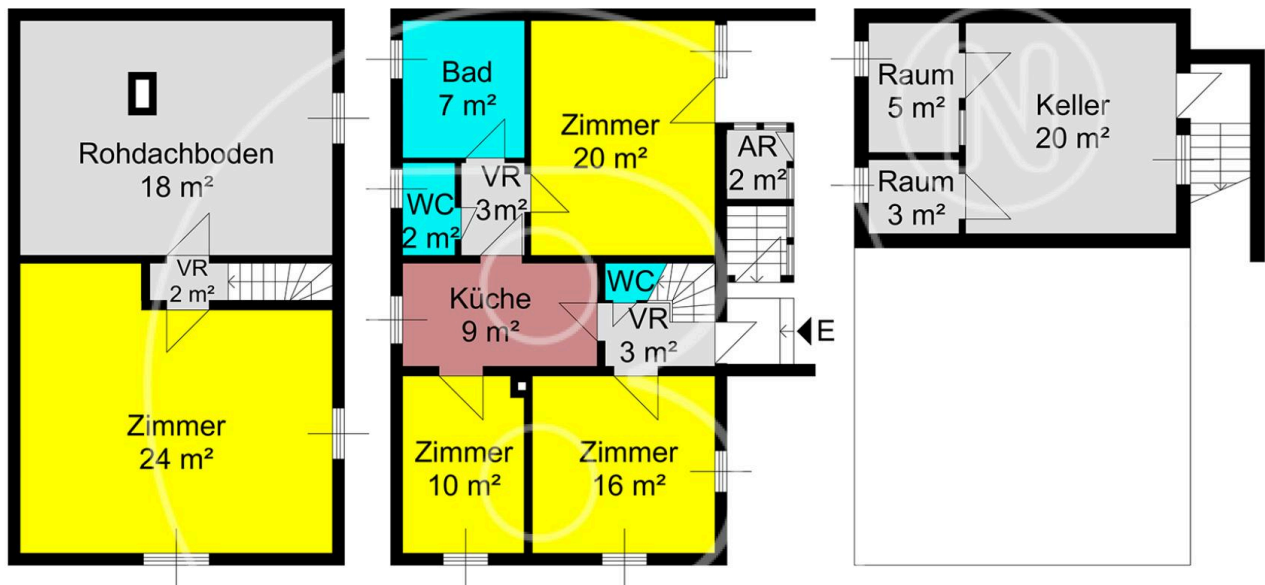 Rohdachboden
18 m²
VR
2 m²
Zimmer
24 m²
Bad
7 m²
Zimmer
20 m²
AR
2 m²
WC
2 m²
VR
3 m²
Küche
9 m²
WC
VR
3 m²
E
Zimmer
10 m²
Zimmer
16 m²
Raum
5 m²
Keller
20 m²
Raum
3 m²
N